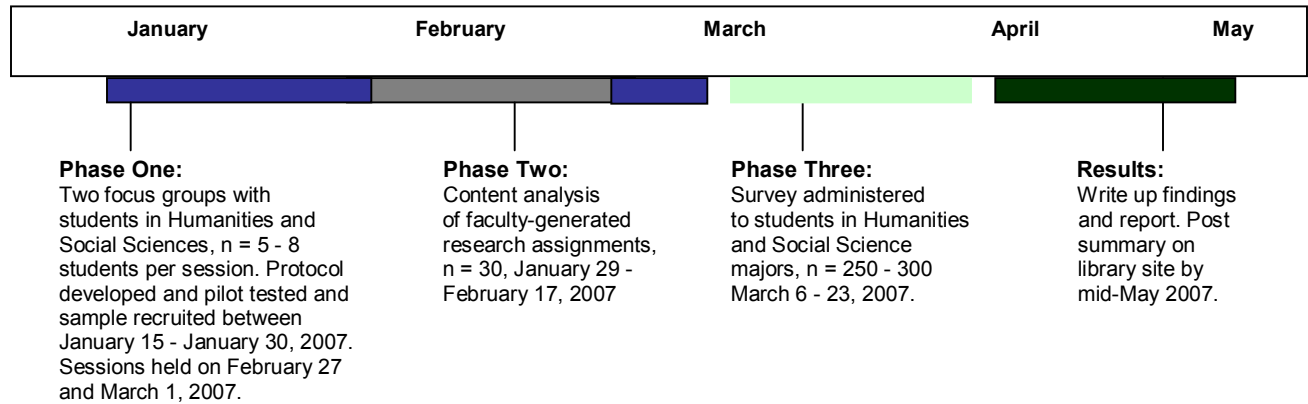 January February March April May
Phase One:
Two focus groups with
students in Humanities and
Social Sciences, n = 5 - 8
students per session. Protocol
developed and pilot tested and
sample recruited between
January 15 - January 30, 2007.
Sessions held on February 27
and March 1, 2007.
Phase Two:
Content analysis
of faculty-generated
research assignments,
n = 30, January 29 -
February 17, 2007
Phase Three:
Survey administered
to students in Humanities
and Social Science
majors, n = 250 - 300
March 6 - 23, 2007.
Results:
Write up findings
and report. Post
summary on
library site by
mid-May 2007.